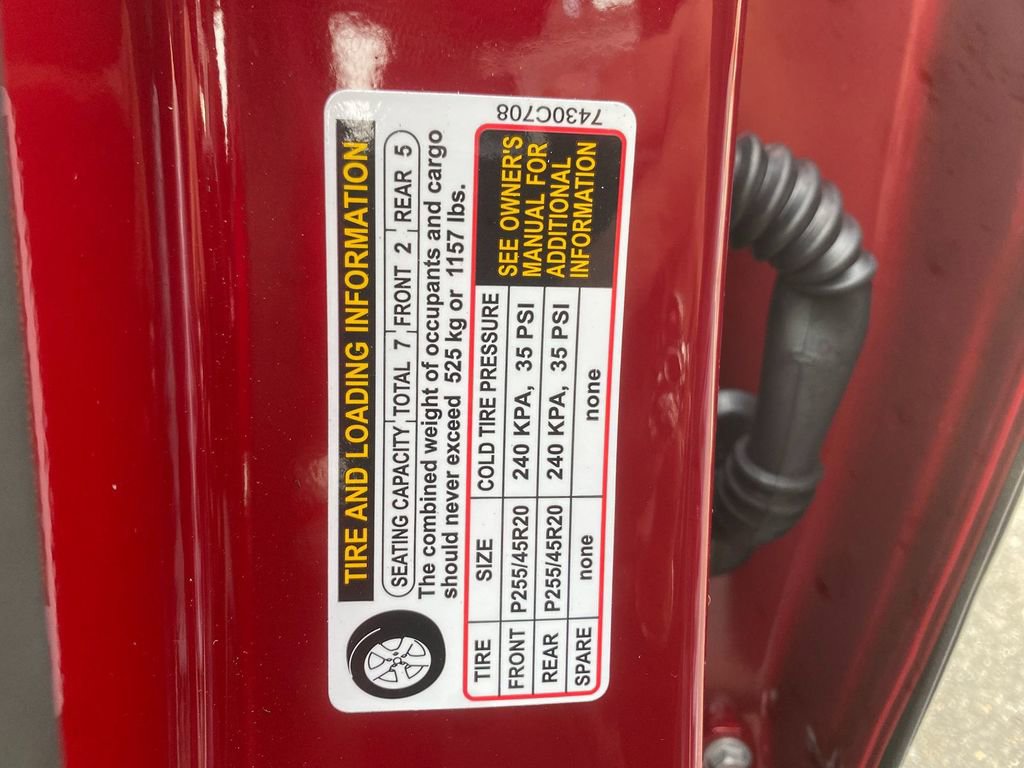 TIRE AND LOADING INFORMATION
SEATING CAPACITY TOTAL 7 FRONT 2 REAR 5
The combined weight of occupants and cargo
should never exceed 525 kg or 1157 lbs.
TIRE SIZE COLD TIRE PRESSURE
FRONT P255/45R20 240 KPA, 35 PSI
REAR P255/45R20 240 KPA, 35 PSI
SPARE none none
SEE OWNER'S
MANUAL FOR
ADDITIONAL
INFORMATION
7430C708